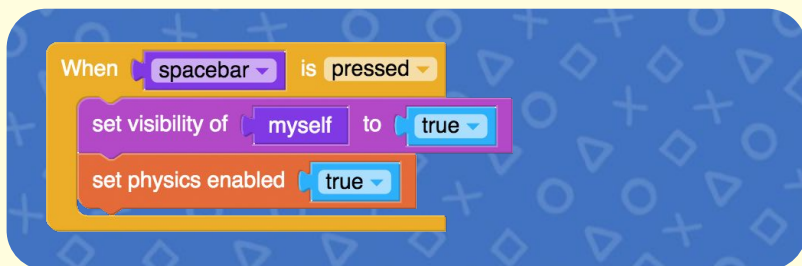 When spacebar is pressed
set visibility of myself to true
set physics enabled true